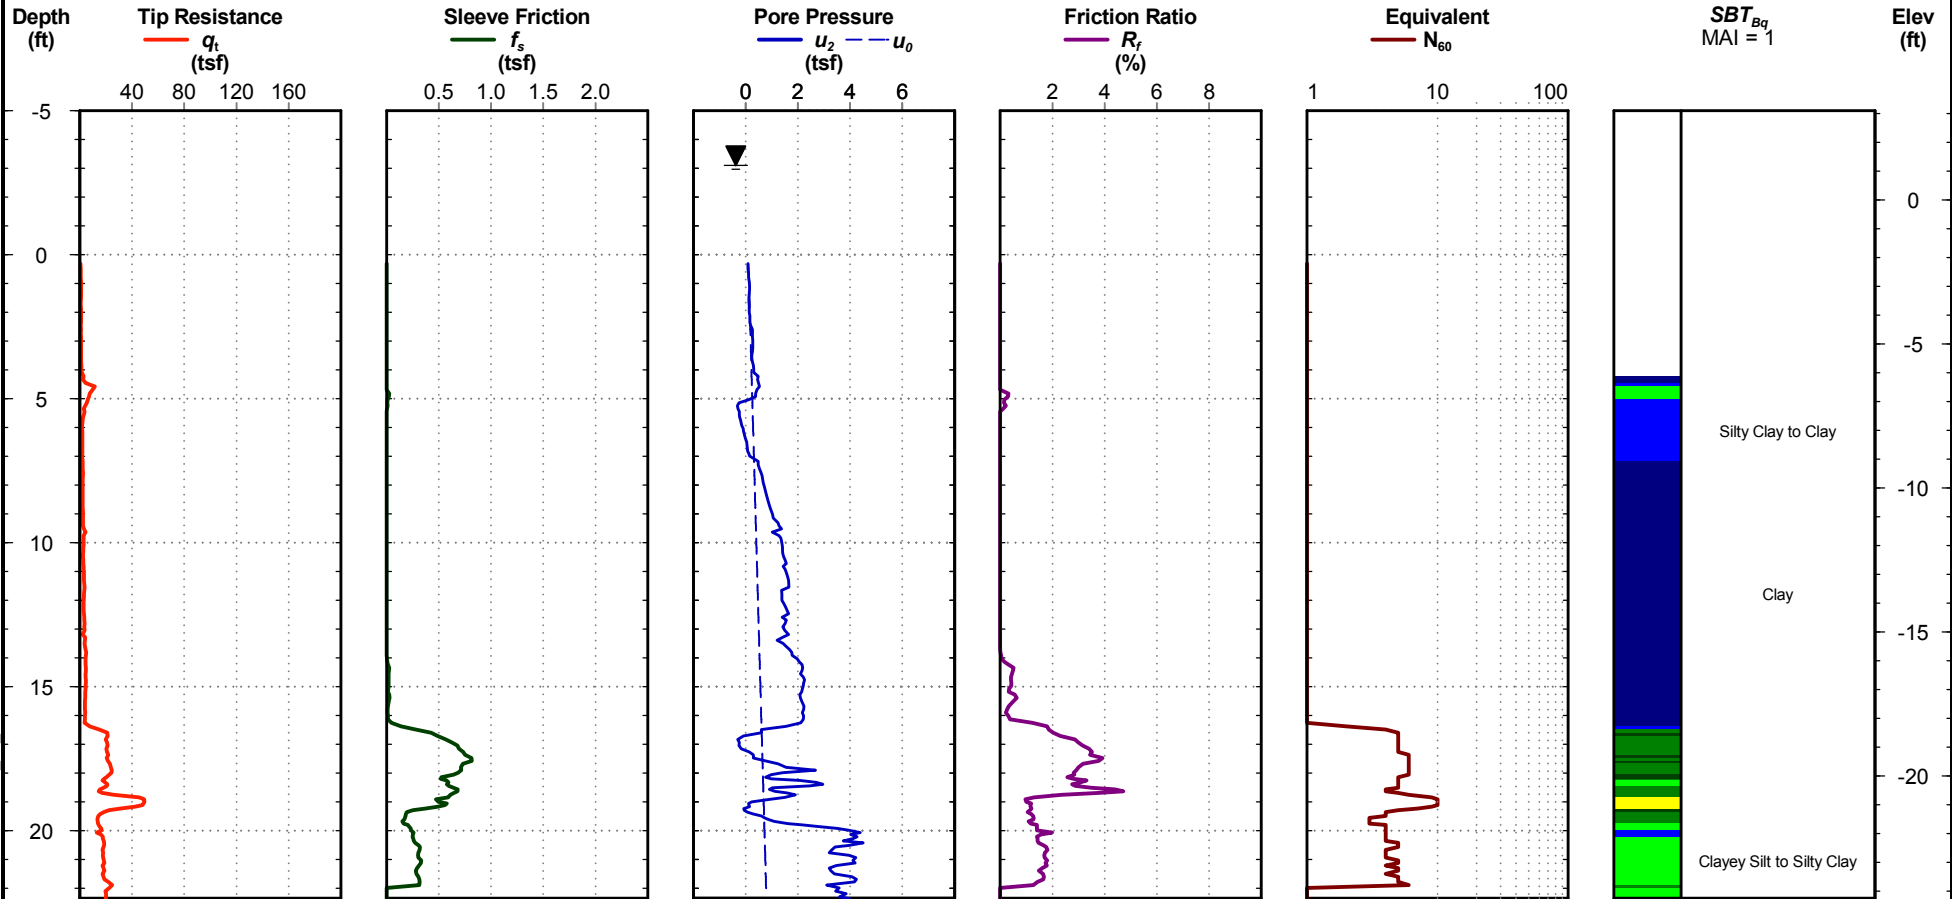 Depth
(ft)
Tip Resistance
qt
(tsf)
40 80 120 160
Sleeve Friction
fs
(tsf)
0.5 1.0 1.5 2.0
Pore Pressure
u2 u0
(tsf)
0 2 4 6
Friction Ratio
Rf
(%)
2 4 6 8
Equivalent
N60
1 10 100
SBTBq
MAI = 1
Elev
(ft)
-5
0
5
10
15
20
Silty Clay to Clay
Clay
Clayey Silt to Silty Clay
0
-5
-10
-15
-20